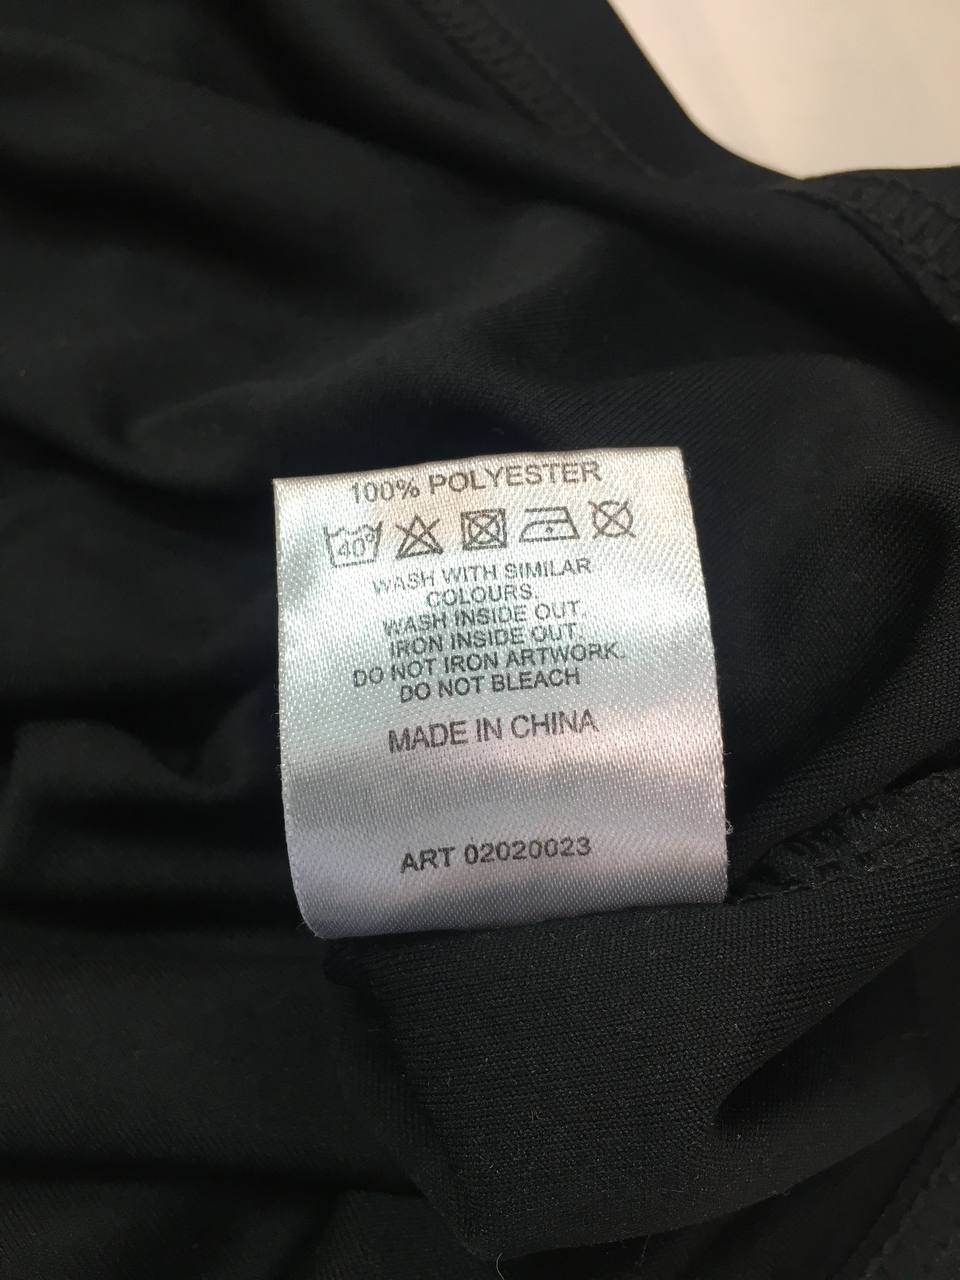 100% POLYESTER
40°
WASH WITH SIMILAR
COLOURS.
WASH INSIDE OUT.
IRON INSIDE OUT.
DO NOT IRON ARTWORK.
DO NOT BLEACH
MADE IN CHINA
ART 02020023